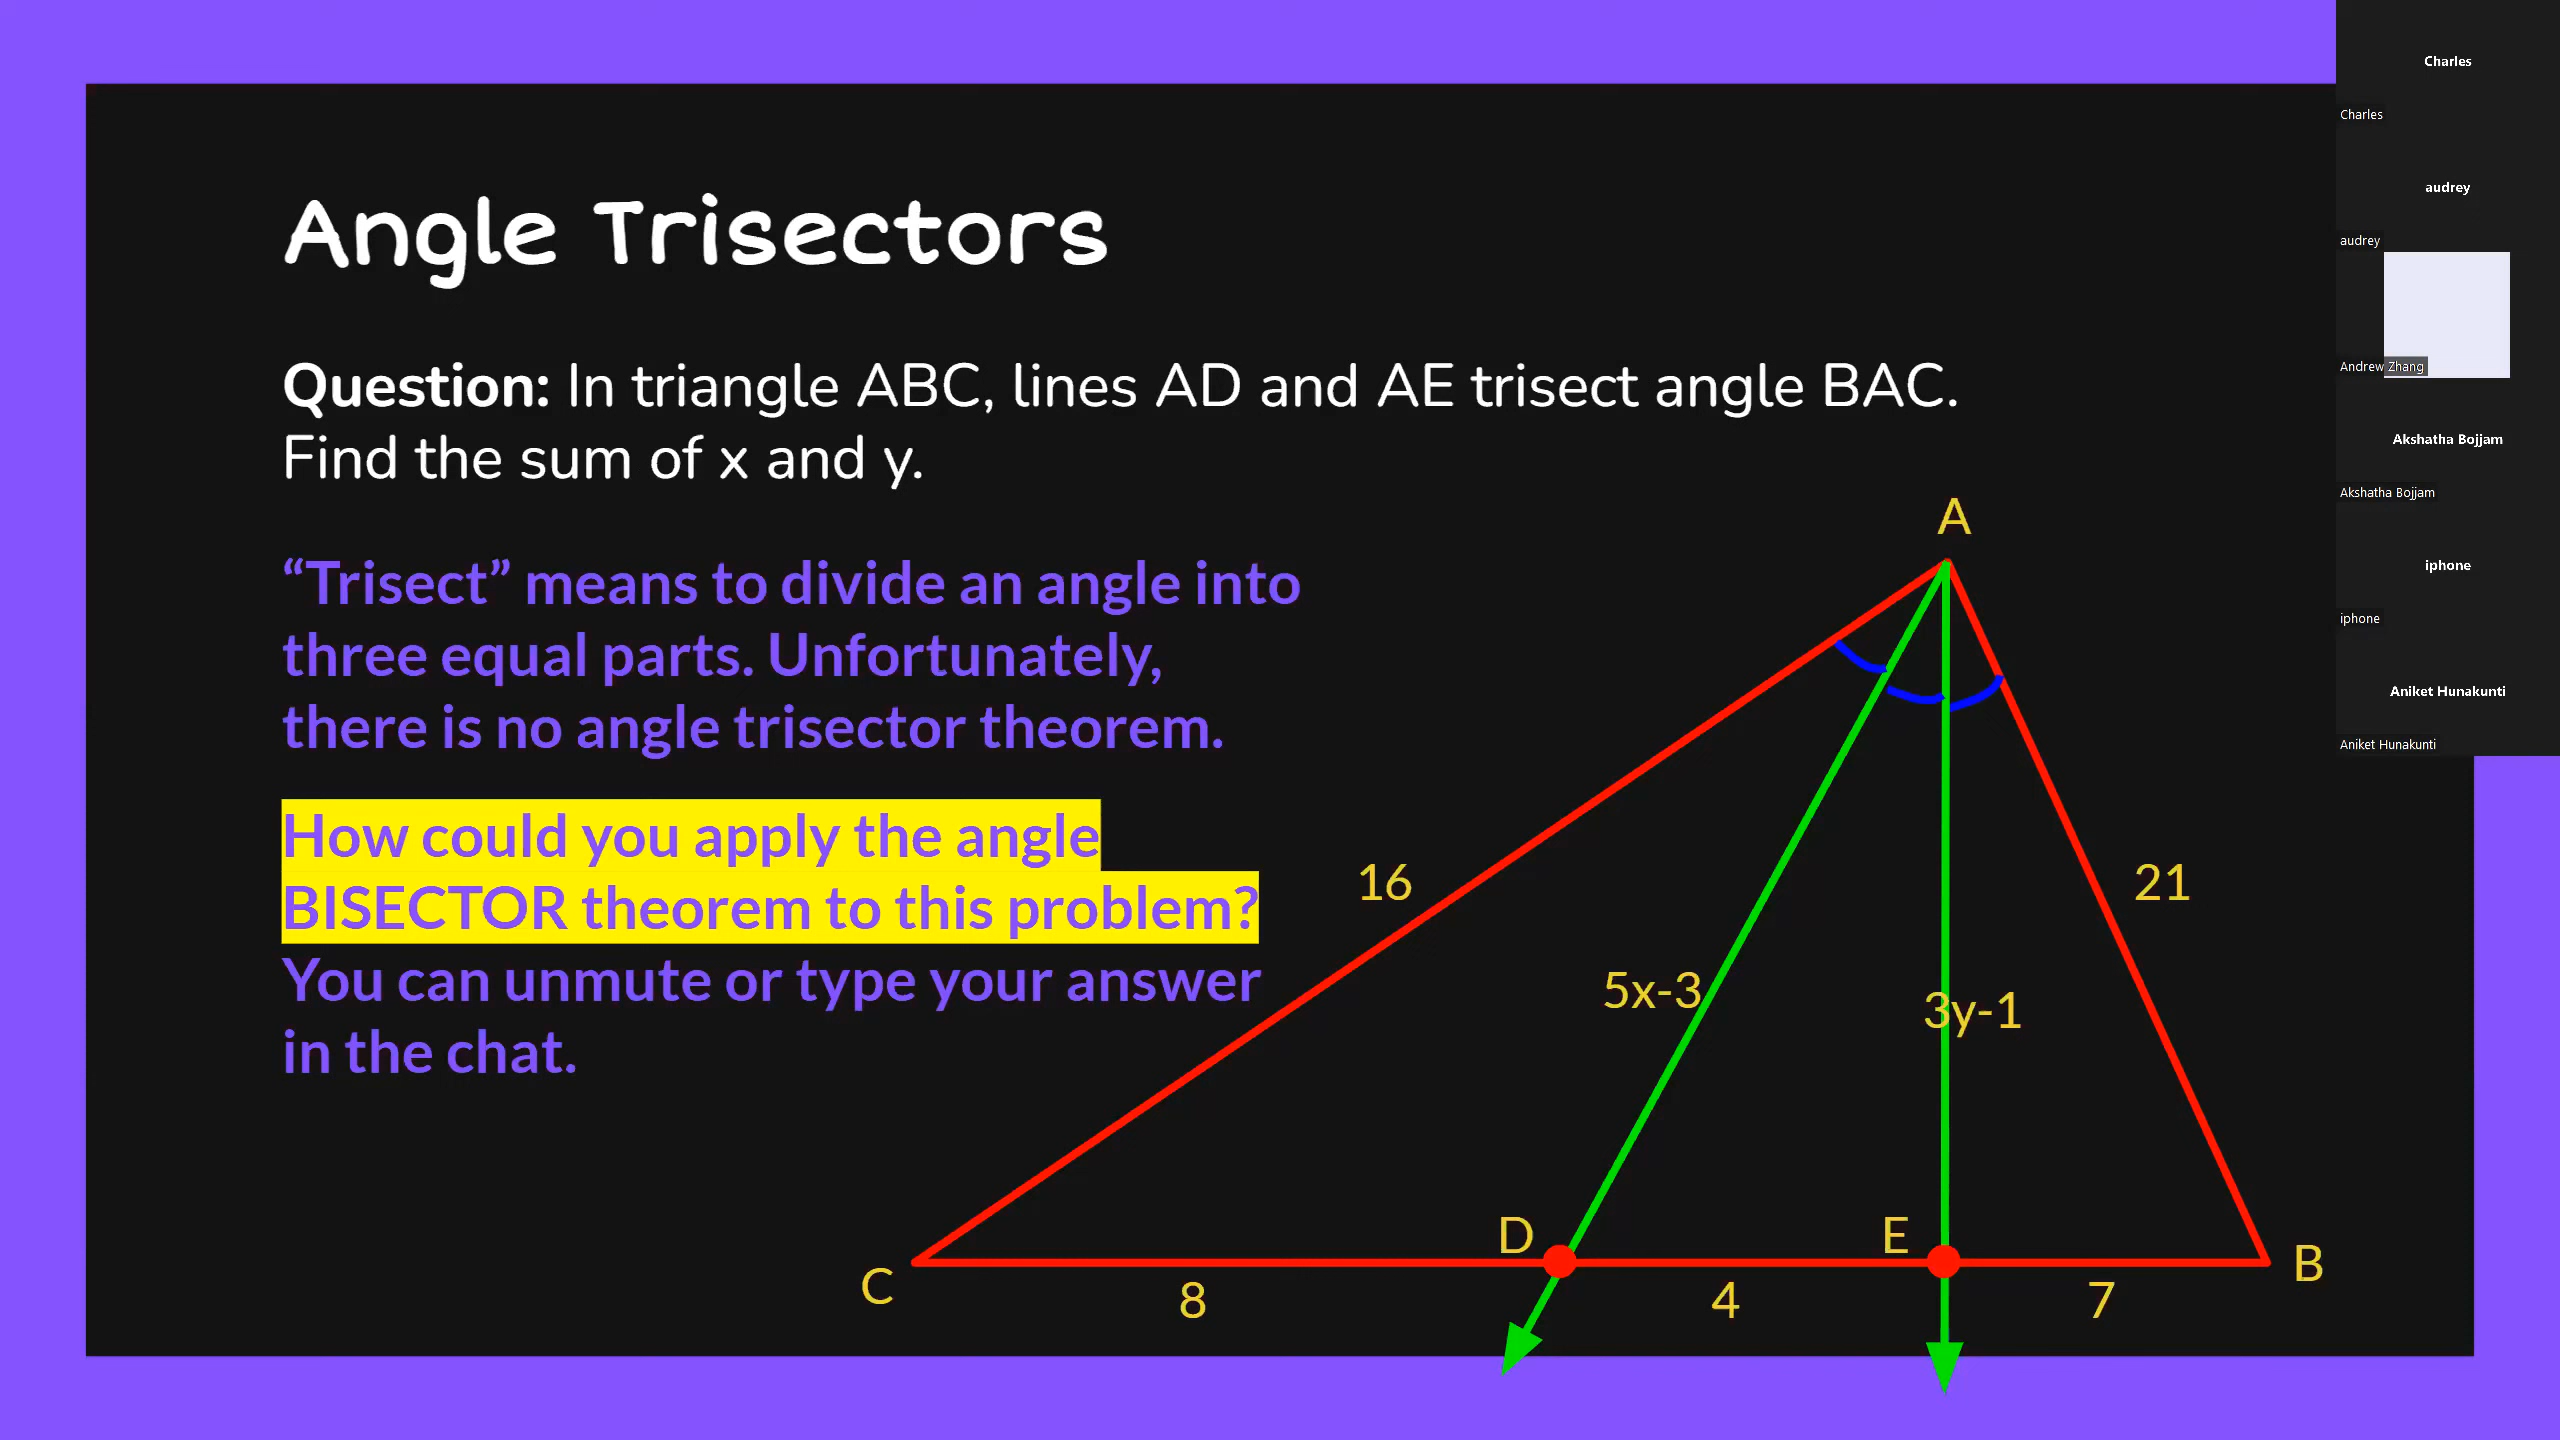 Angle Trisectors
Question: In triangle ABC, lines AD and AE trisect angle BAC.
Find the sum of x and y.
“Trisect” means to divide an angle into
three equal parts. Unfortunately,
there is no angle trisector theorem.
How could you apply the angle
BISECTOR theorem to this problem?
You can unmute or type your answer
in the chat.
A
16
21
5x-3
3y-1
D
E
C
B
8
4
7
Charles
Charles
audrey
audrey
Andrew Zhang
Akshatha Bojjam
Akshatha Bojjam
iphone
iphone
Aniket Hunakunti
Aniket Hunakunti